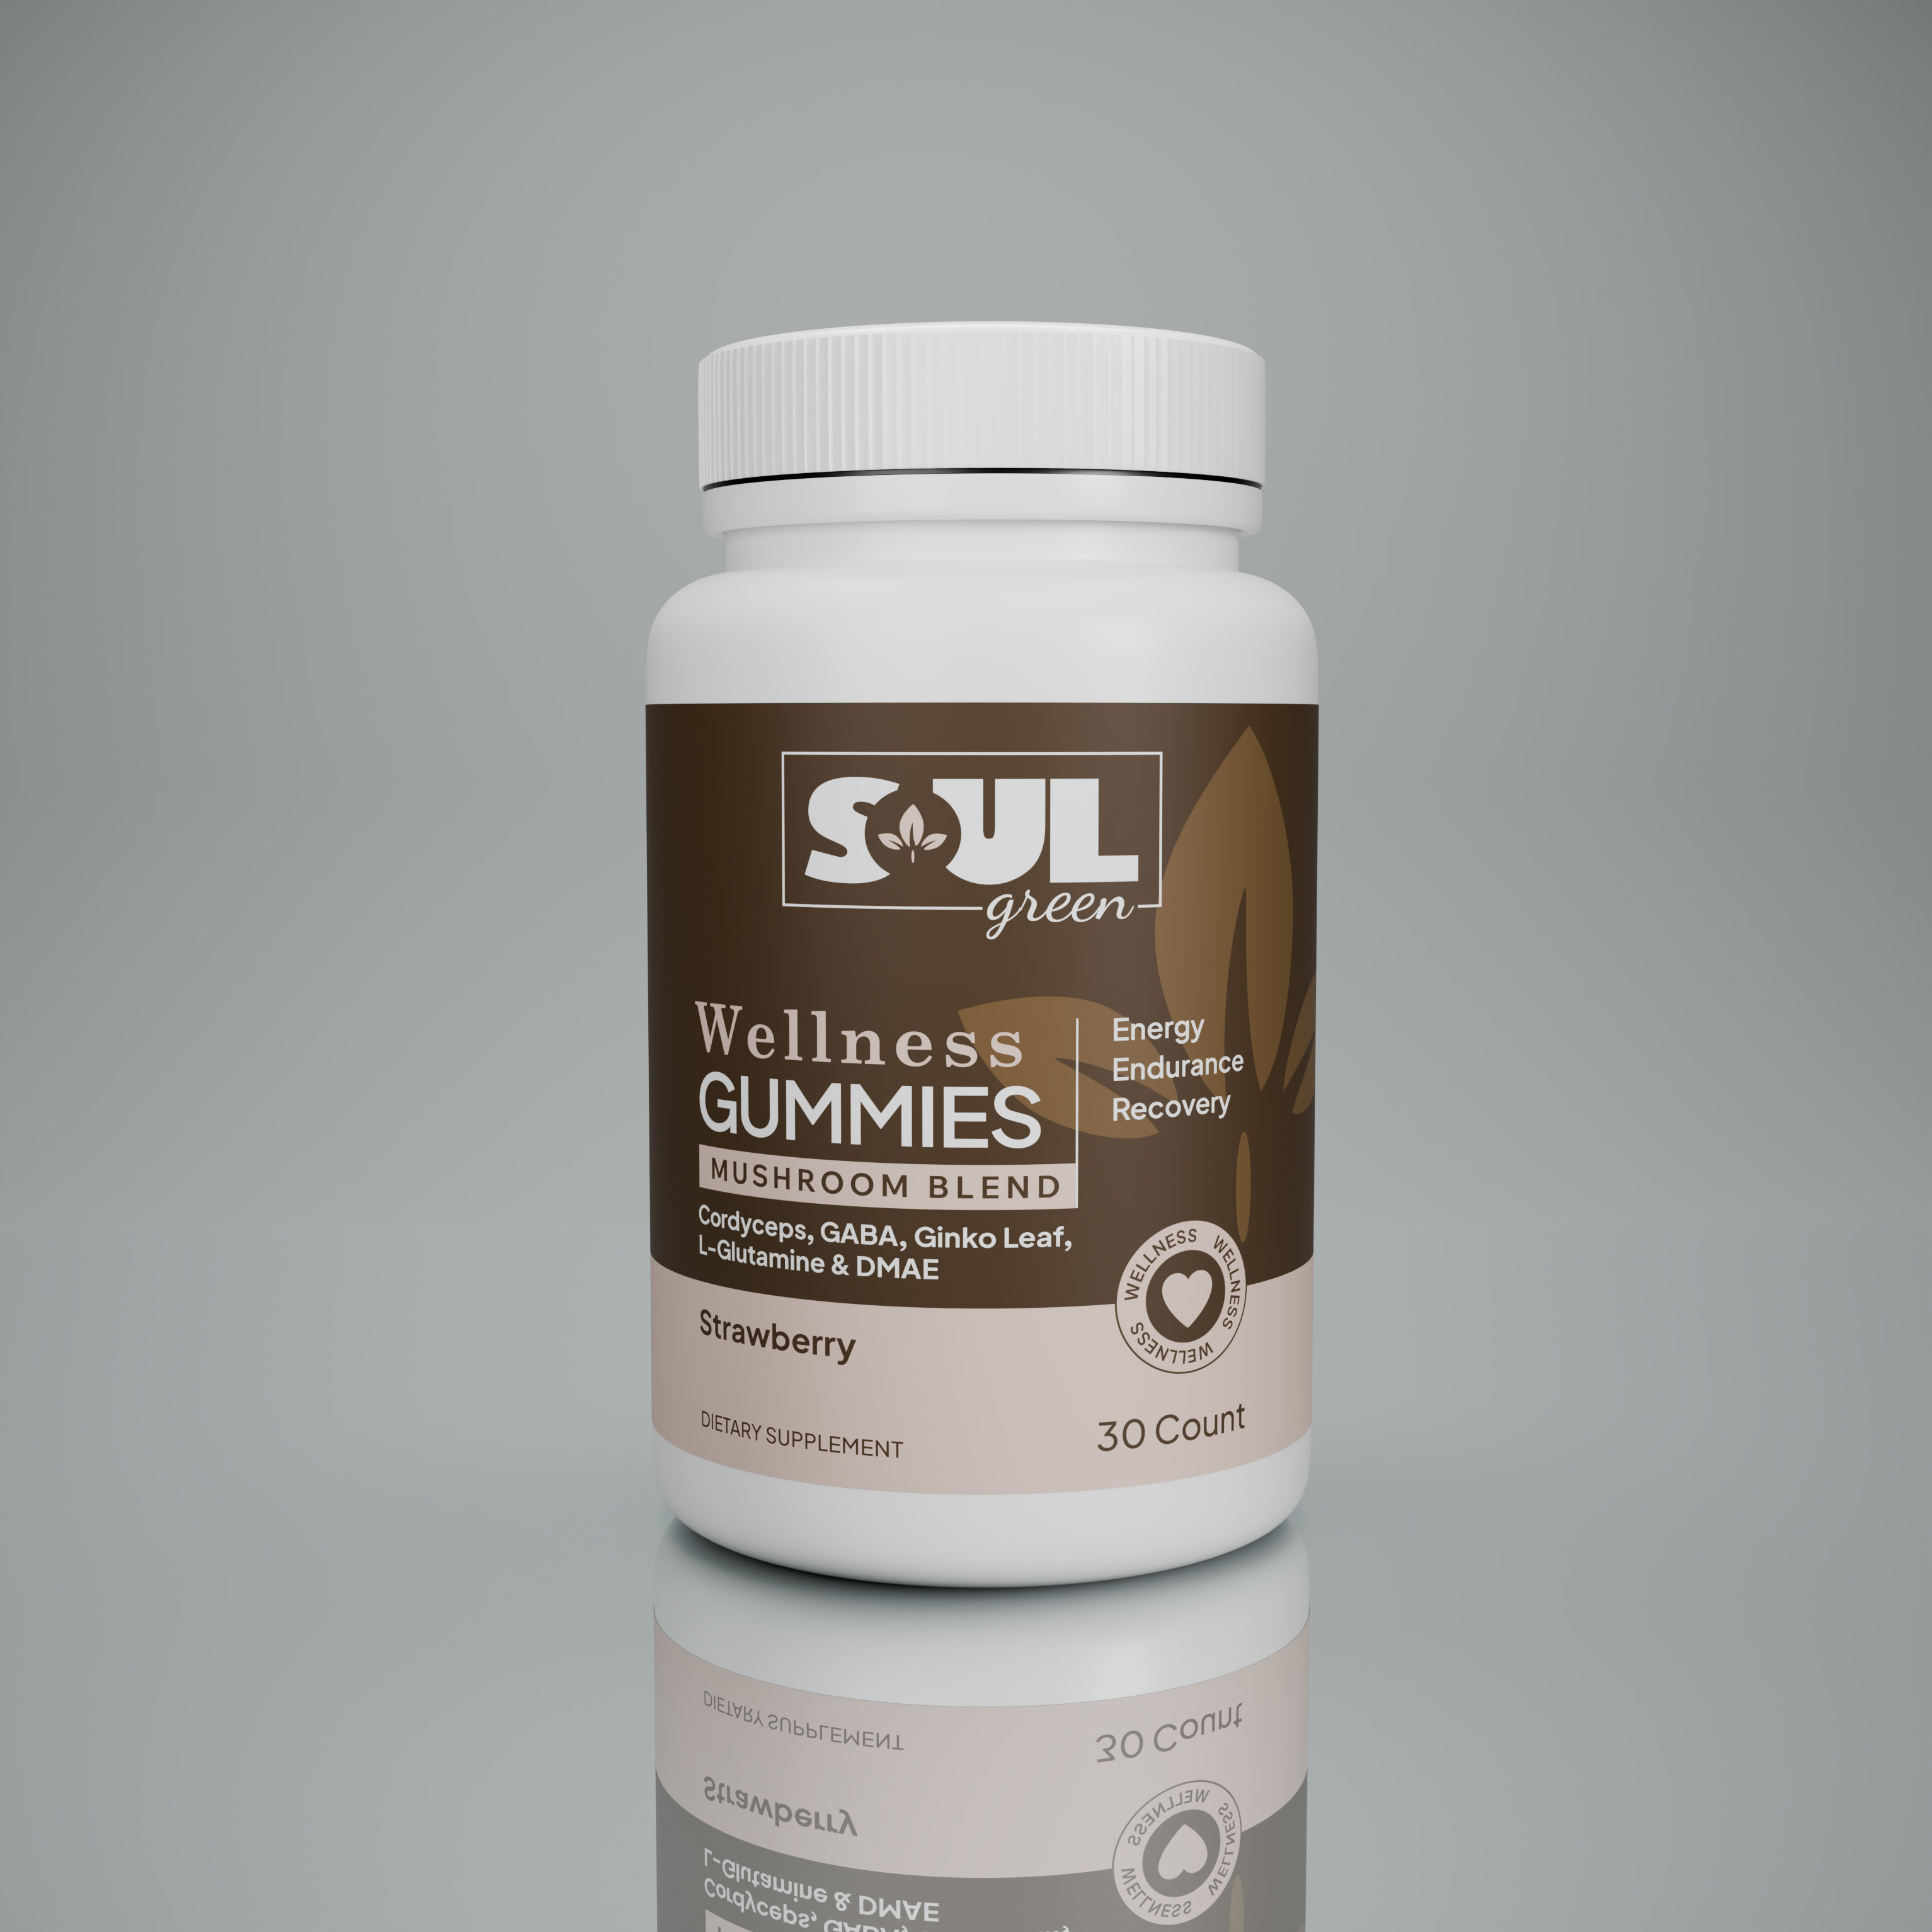 SOUL
green
Wellness
GUMMIES
MUSHROOM BLEND
Cordyceps, GABA, Ginko Leaf,
L-Glutamine & DMAE
Energy
Endurance
Recovery
WELLNESS WELLNESS WELLNESS
Strawberry
DIETARY SUPPLEMENT
30 Count